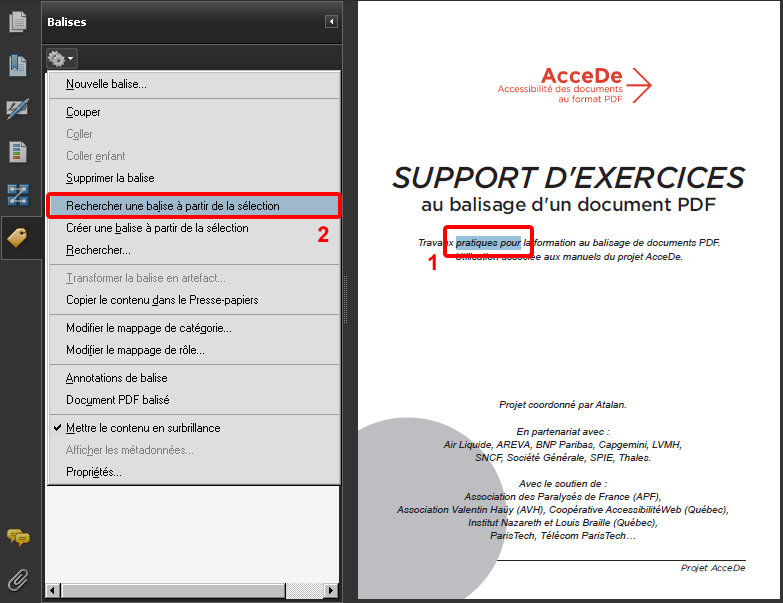 Balises
Nouvelle balise...
Couper
Coller
Coller enfant
Supprimer la balise
Rechercher une balise à partir de la sélection
2
Créer une balise à partir de la sélection
Rechercher...
Transformer la balise en artefact...
Copier le contenu dans le Presse-papiers
Modifier le mappage de catégorie...
Modifier le mappage de rôle...
Annotations de balise
Document PDF balisé
Mettre le contenu en surbrillance
Afficher les métadonnées...
Propriétés...
AcceDe
Accessibilité des documents
au format PDF
SUPPORT D'EXERCICES
au balisage d'un document PDF
Travaux pratiques pour la formation au balisage de documents PDF.
1
Utilisation associée aux manuels du projet AcceDe.
Projet coordonné par Atalan.
En partenariat avec :
Air Liquide, AREVA, BNP Paribas, Capgemini, LVMH,
SNCF, Société Générale, SPIE, Thales.
Avec le soutien de :
Association des Paralysés de France (APF),
Association Valentin Haüy (AVH), Coopérative AccessibilitéWeb (Québec),
Institut Nazareth et Louis Braille (Québec),
ParisTech, Télécom ParisTech…
Projet AcceDe